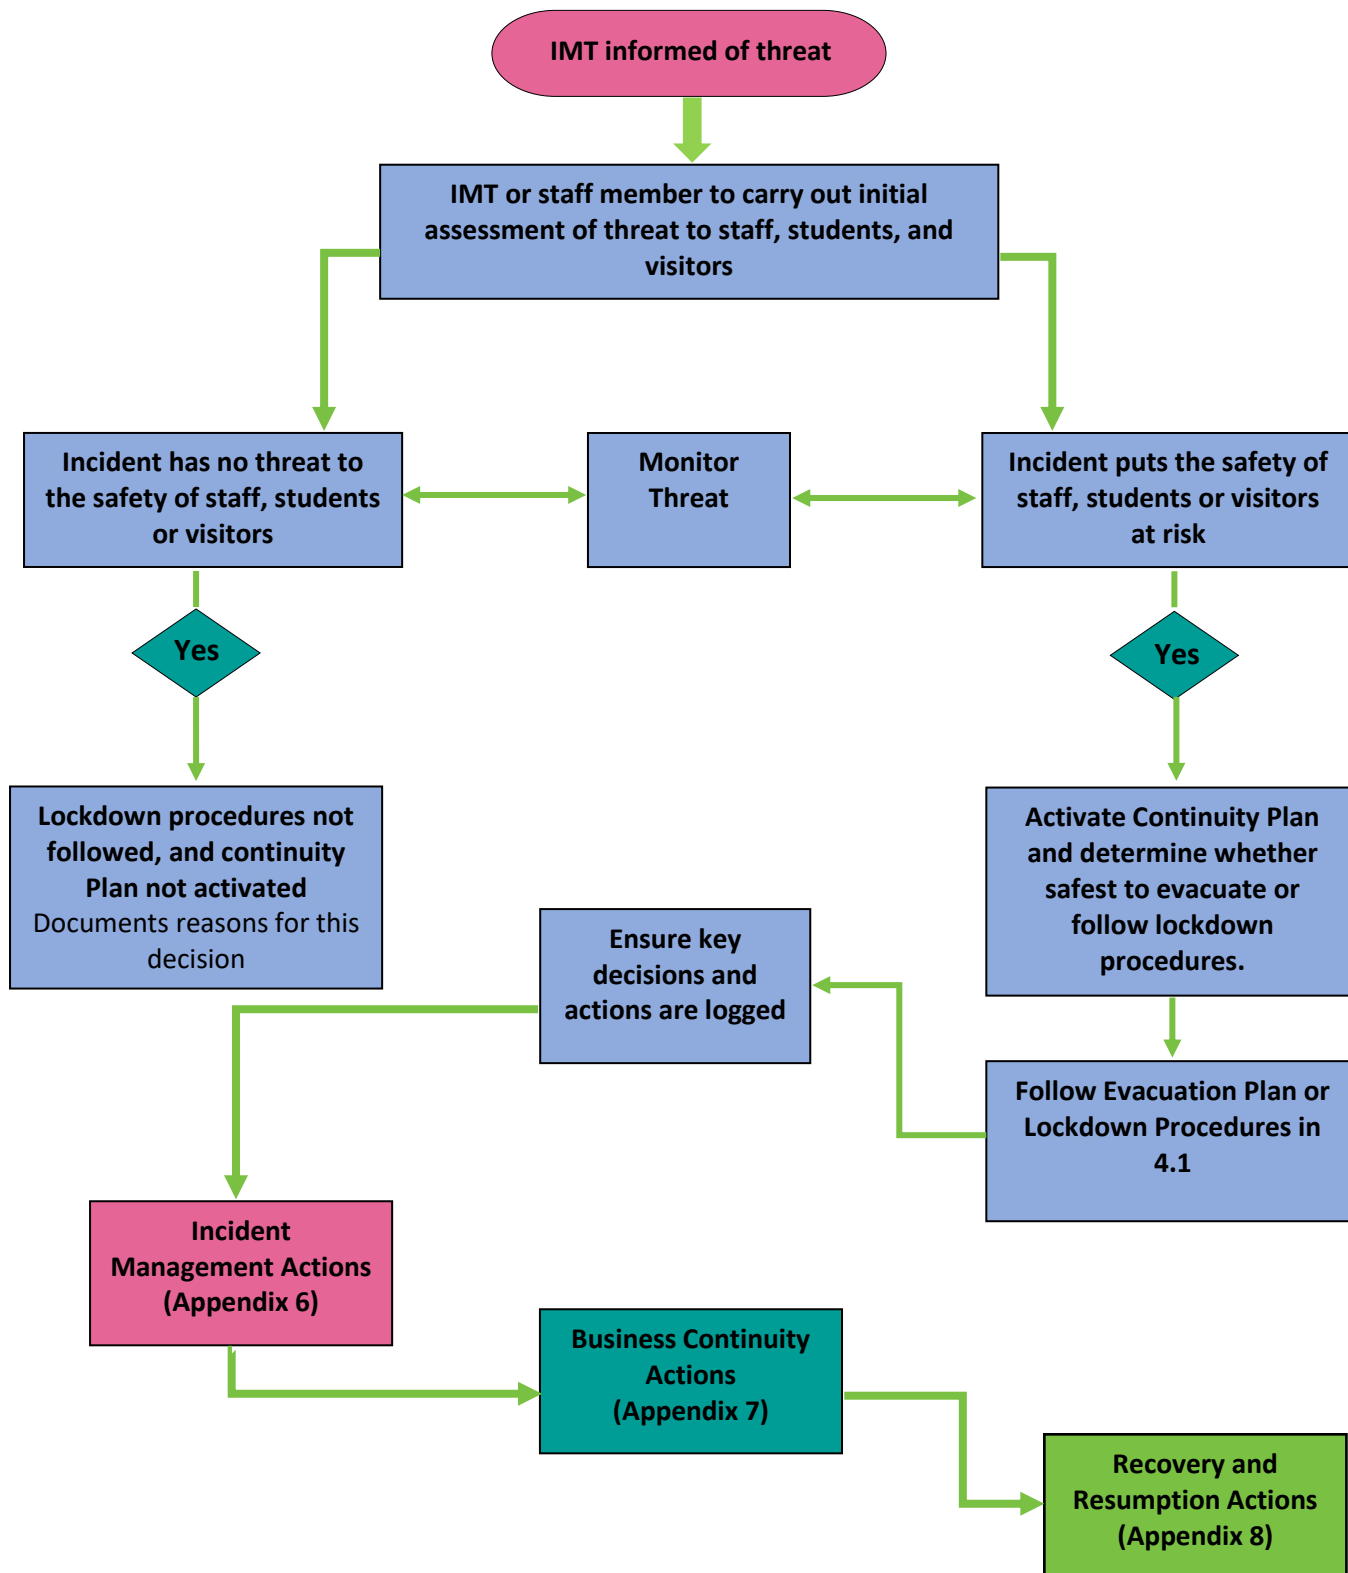 IMT informed of threat
IMT or staff member to carry out initial
assessment of threat to staff, students, and
visitors
Incident has no threat to
the safety of staff, students
or visitors
Monitor
Threat
Incident puts the safety of
staff, students or visitors
at risk
Yes
Yes
Lockdown procedures not
followed, and continuity
Plan not activated
Documents reasons for this
decision
Activate Continuity Plan
and determine whether
safest to evacuate or
follow lockdown
procedures.
Ensure key
decisions and
actions are logged
Follow Evacuation Plan or
Lockdown Procedures in
4.1
Incident
Management Actions
(Appendix 6)
Business Continuity
Actions
(Appendix 7)
Recovery and
Resumption Actions
(Appendix 8)